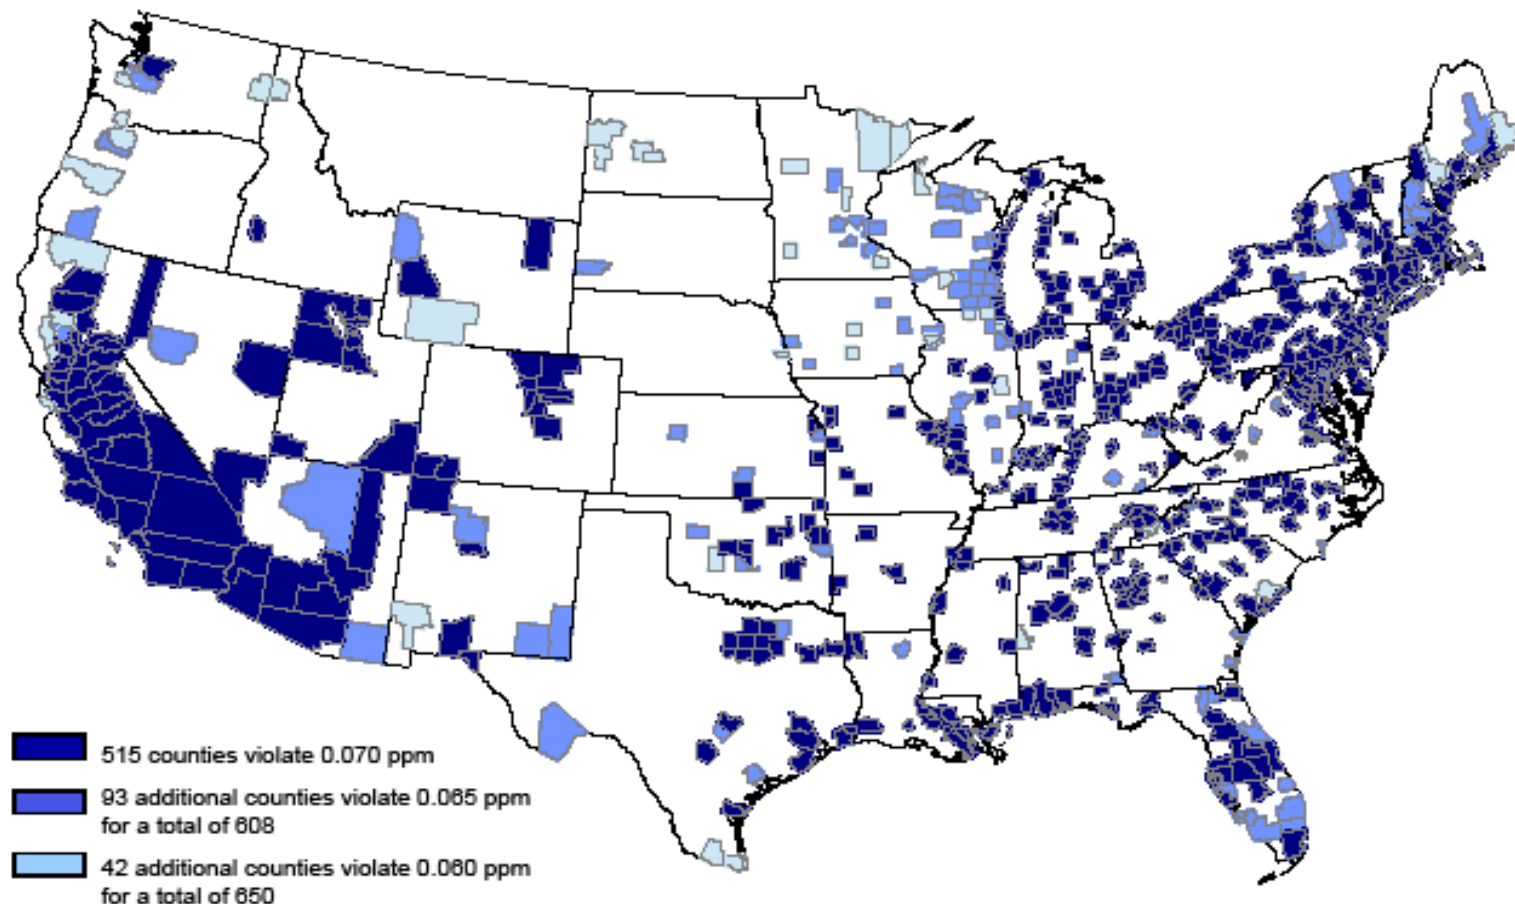 515 counties violate 0.070 ppm
93 additional counties violate 0.065 ppm
for a total of 608
42 additional counties violate 0.060 ppm
for a total of 650